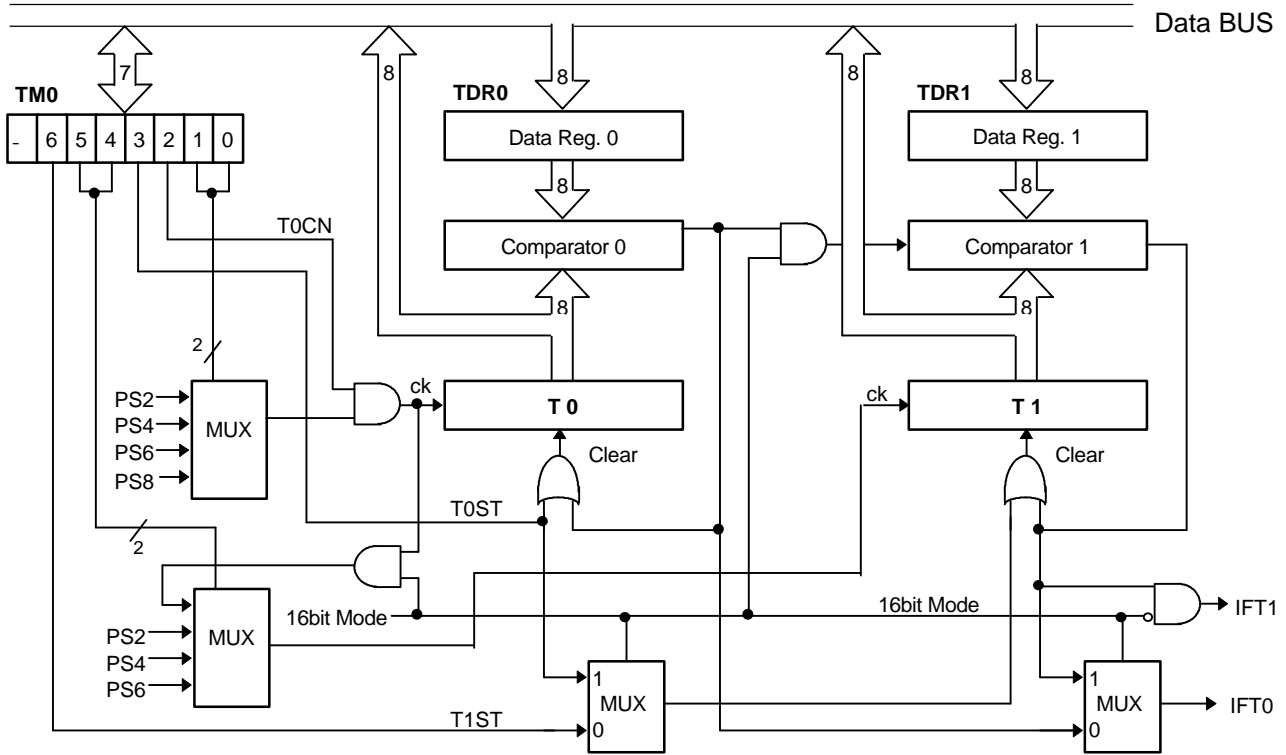 Data BUS
7
8
8
8
8
TM0
TDR0
TDR1
- 6 5 4 3 2 1 0
Data Reg. 0
Data Reg. 1
8
8
T0CN
Comparator 0
Comparator 1
8
8
2
PS2
PS4
PS6
PS8
MUX
ck
T 0
ck
T 1
Clear
Clear
T0ST
2
16bit Mode
16bit Mode
IFT1
PS2
PS4
PS6
MUX
1
MUX
0
1
MUX
0
IFT0
T1ST